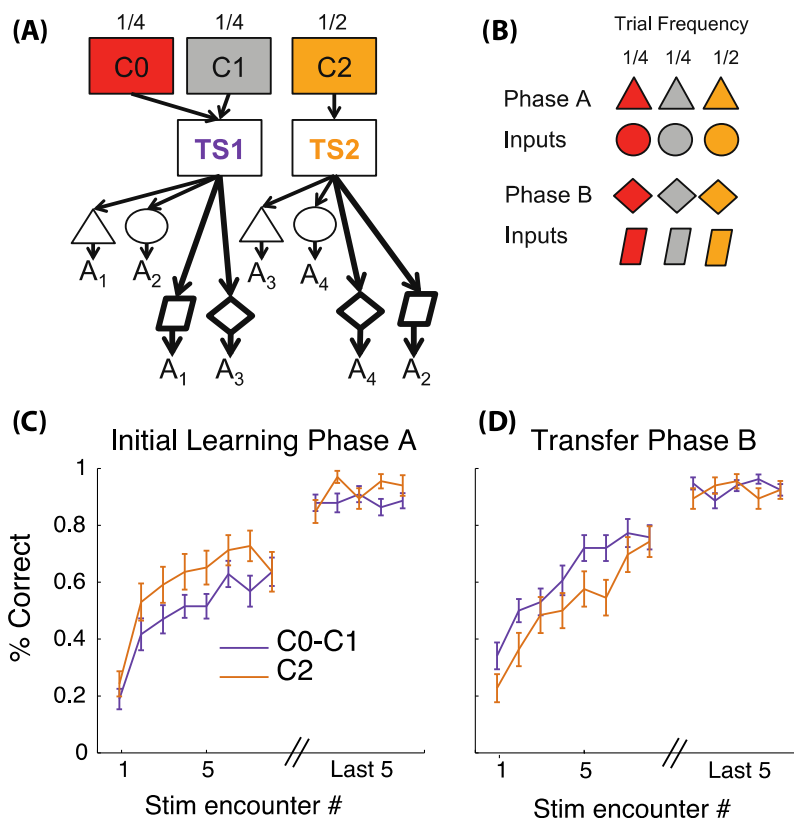 (A)
1/4 1/4 1/2
C0 C1 C2
TS1 TS2
A1 A2 A3 A4
A1 A3 A4 A2
(B)
Trial Frequency
1/4 1/4 1/2
Phase A
Inputs
Phase B
Inputs
(C)
Initial Learning Phase A
% Correct
1
0.8
0.6
0.4
0.2
0
C0-C1
C2
1 5 Last 5
Stim encounter #
(D)
Transfer Phase B
1 5 Last 5
Stim encounter #